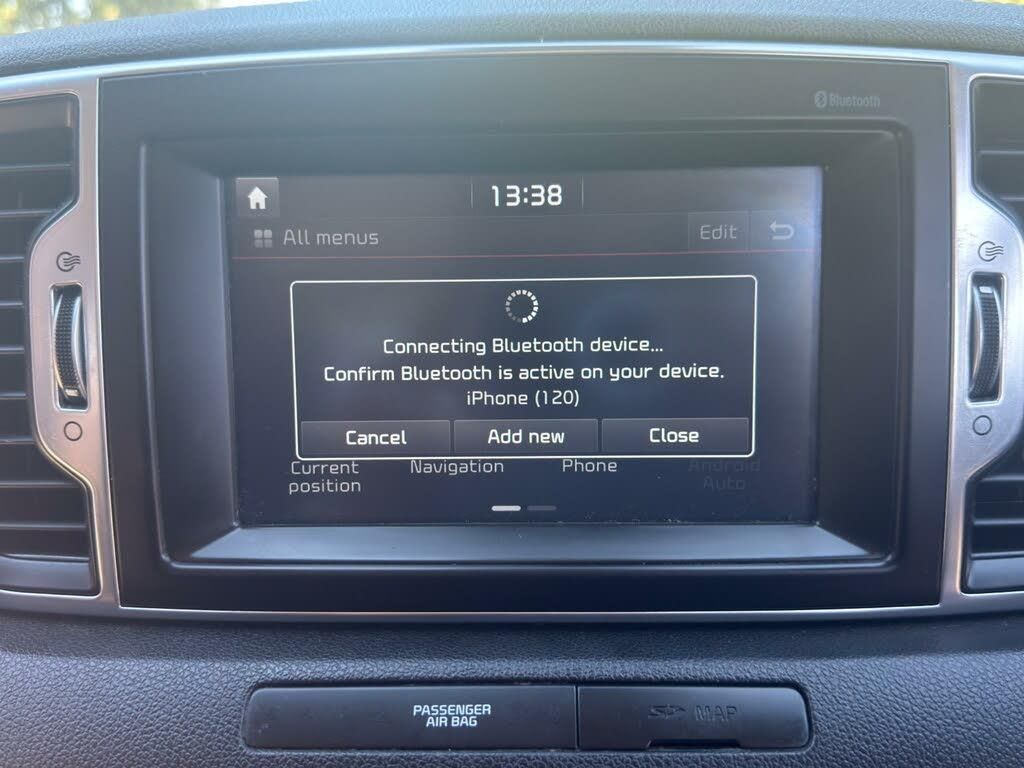 Bluetooth
13:38
All menus
Edit
Connecting Bluetooth device...
Confirm Bluetooth is active on your device.
iPhone (120)
Cancel
Add new
Close
Current
position
Navigation
Phone
Android
Auto
PASSENGER
AIR BAG
SD MAP